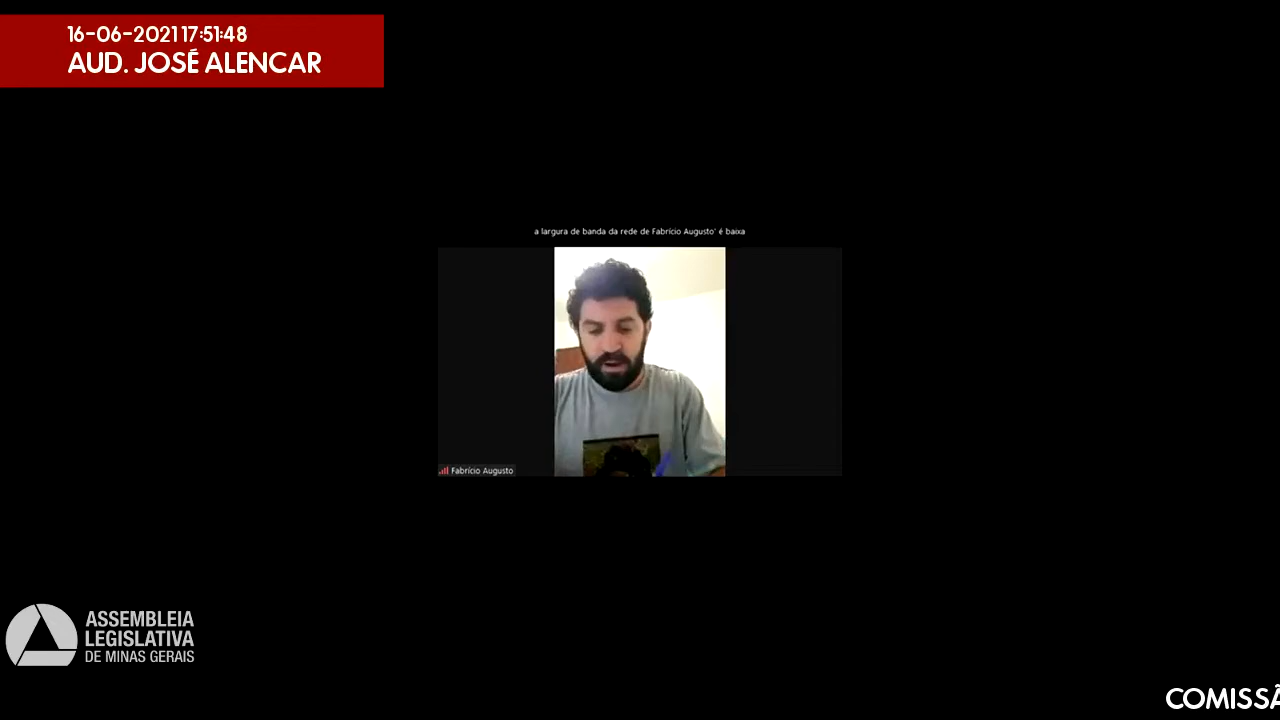 16-06-2021 17:51:48
AUD. JOSÉ ALENCAR
a largura de banda da rede de Fabrício Augusto' é baixa
Fabrício Augusto
ASSEMBLEIA
LEGISLATIVA
DE MINAS GERAIS
COMISSÃ